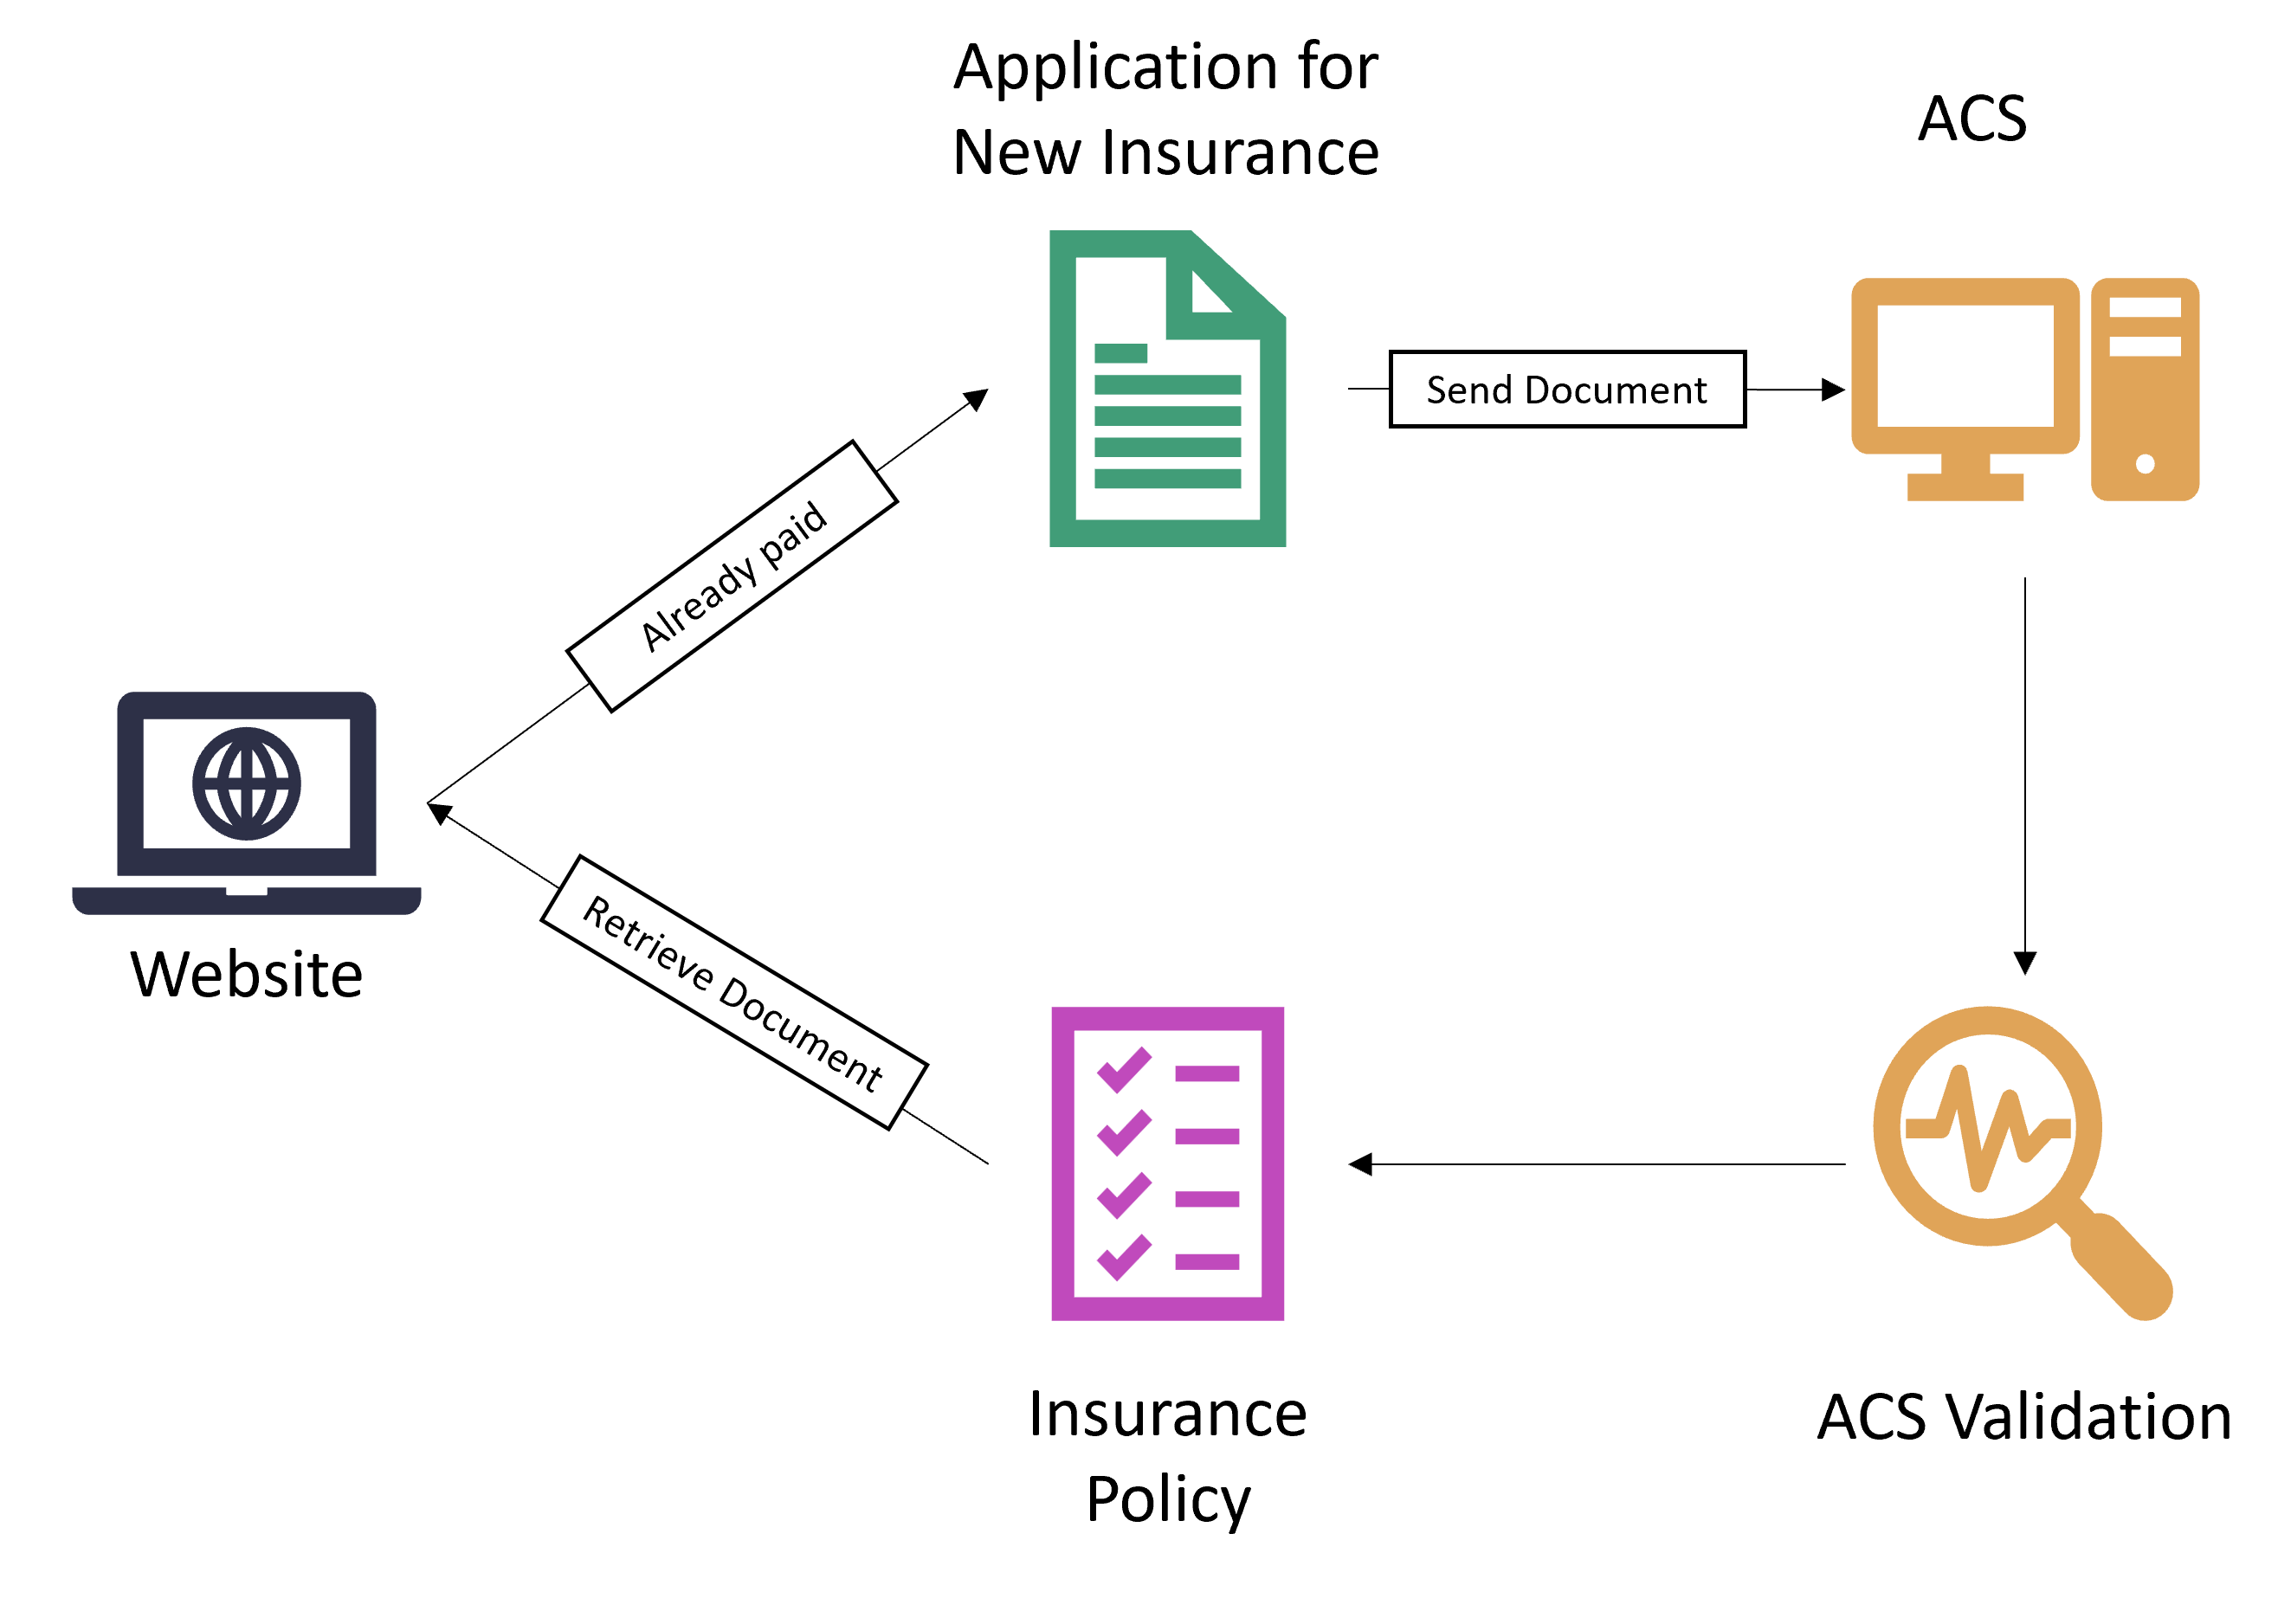 Application for
New Insurance
ACS
Send Document
Already paid
Website
Retrieve Document
Insurance
Policy
ACS Validation